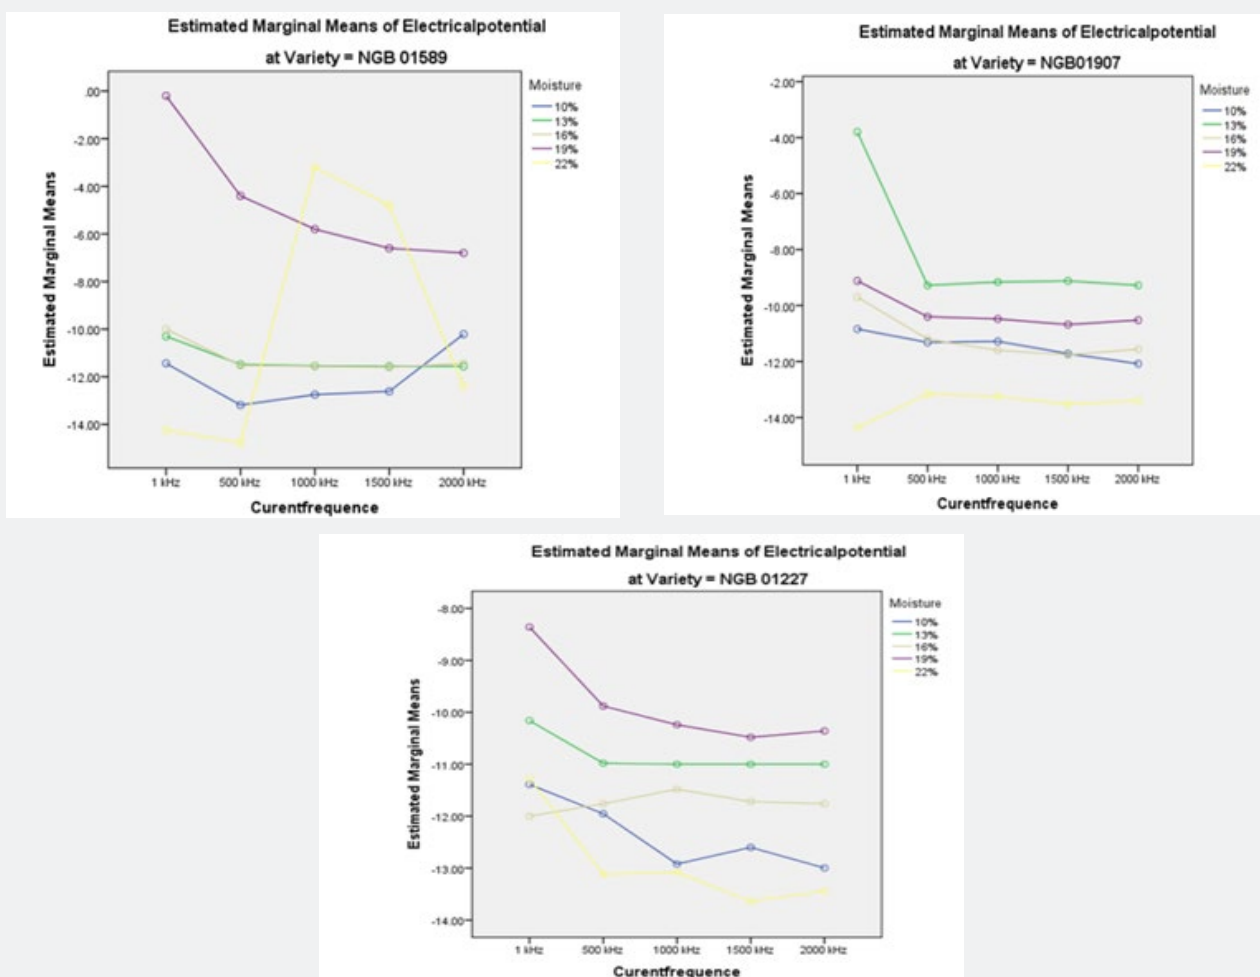 Estimated Marginal Means of Electricalpotential
at Variety = NGB 01589
Moisture
10%
13%
16%
19%
22%
Estimated Marginal Means
.00
-2.00
-4.00
-6.00
-8.00
-10.00
-12.00
-14.00
1 kHz
500 kHz
1000 kHz
1500 kHz
2000 kHz
Curentfrequence
Estimated Marginal Means of Electricalpotential
at Variety = NGB01907
Moisture
10%
13%
16%
19%
22%
Estimated Marginal Means
-2.00
-4.00
-6.00
-8.00
-10.00
-12.00
-14.00
1 kHz
500 kHz
1000 kHz
1500 kHz
2000 kHz
Curentfrequence
Estimated Marginal Means of Electricalpotential
at Variety = NGB 01227
Moisture
10%
13%
16%
19%
22%
Estimated Marginal Means
-8.00
-9.00
-10.00
-11.00
-12.00
-13.00
-14.00
1 kHz
500 kHz
1000 kHz
1500 kHz
2000 kHz
Curentfrequence